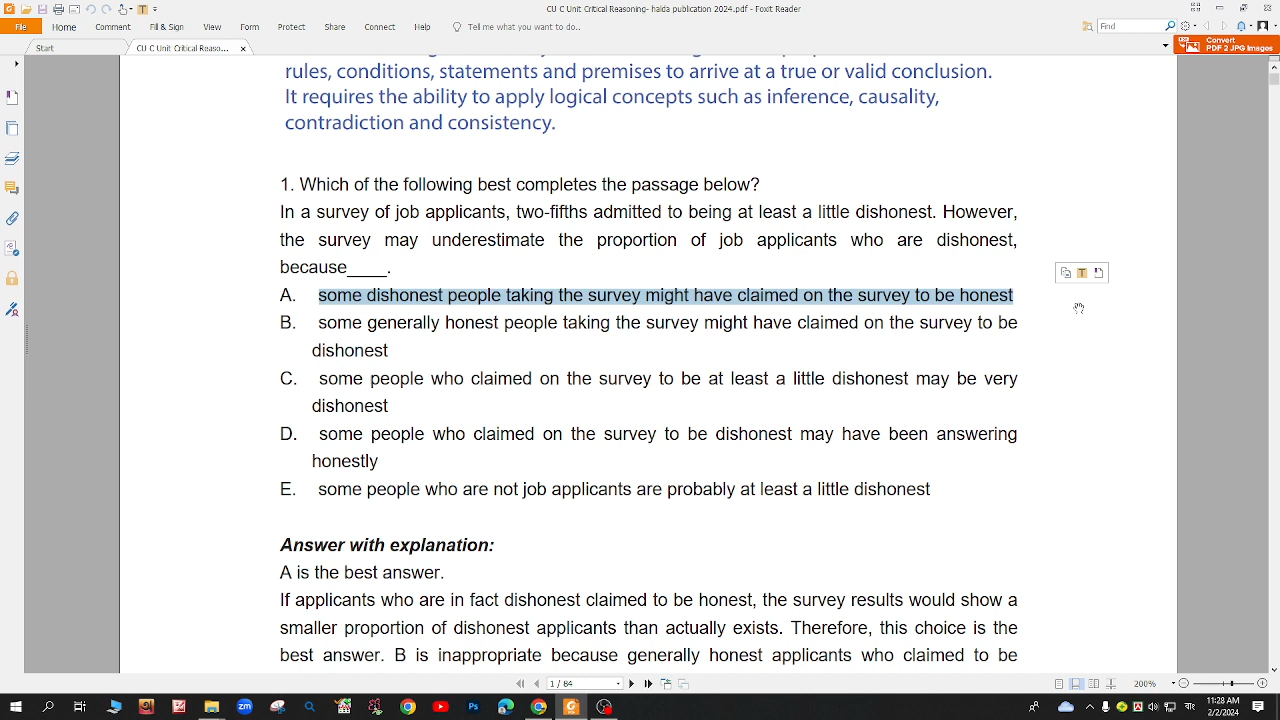 CU C Unit Critical Reasoning- halda publication 2024.pdf - Foxit Reader
File Home Comment Fill & Sign View Form Protect Share Connect Help Tell me what you want to do.. Find
Start CU C Unit Critical Reaso... Convert
PDF 2 JPG Images
rules, conditions, statements and premises to arrive at a true or valid conclusion.
It requires the ability to apply logical concepts such as inference, causality,
contradiction and consistency.
1. Which of the following best completes the passage below?
In a survey of job applicants, two-fifths admitted to being at least a little dishonest. However,
the survey may underestimate the proportion of job applicants who are dishonest,
because____.
A. some dishonest people taking the survey might have claimed on the survey to be honest
B. some generally honest people taking the survey might have claimed on the survey to be
dishonest
C. some people who claimed on the survey to be at least a little dishonest may be very
dishonest
D. some people who claimed on the survey to be dishonest may have been answering
honestly
E. some people who are not job applicants are probably at least a little dishonest
Answer with explanation:
A is the best answer.
If applicants who are in fact dishonest claimed to be honest, the survey results would show a
smaller proportion of dishonest applicants than actually exists. Therefore, this choice is the
best answer. B is inappropriate because generally honest applicants who claimed to be
1 / 84 200%
11:28 AM
2/2/2024